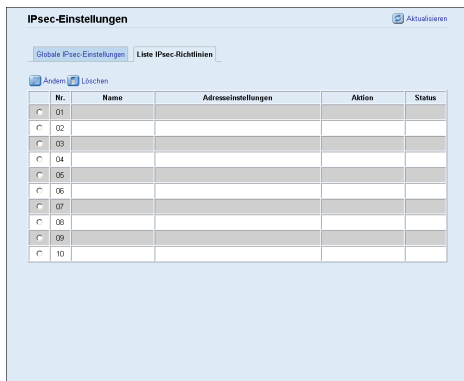 IPsec-Einstellungen
Aktualisieren
Globale IPsec-Einstellungen Liste IPsec-Richtlinien
Ändern Löschen
Nr. Name Adresseinstellungen Aktion Status
01
02
03
04
05
06
07
08
09
10